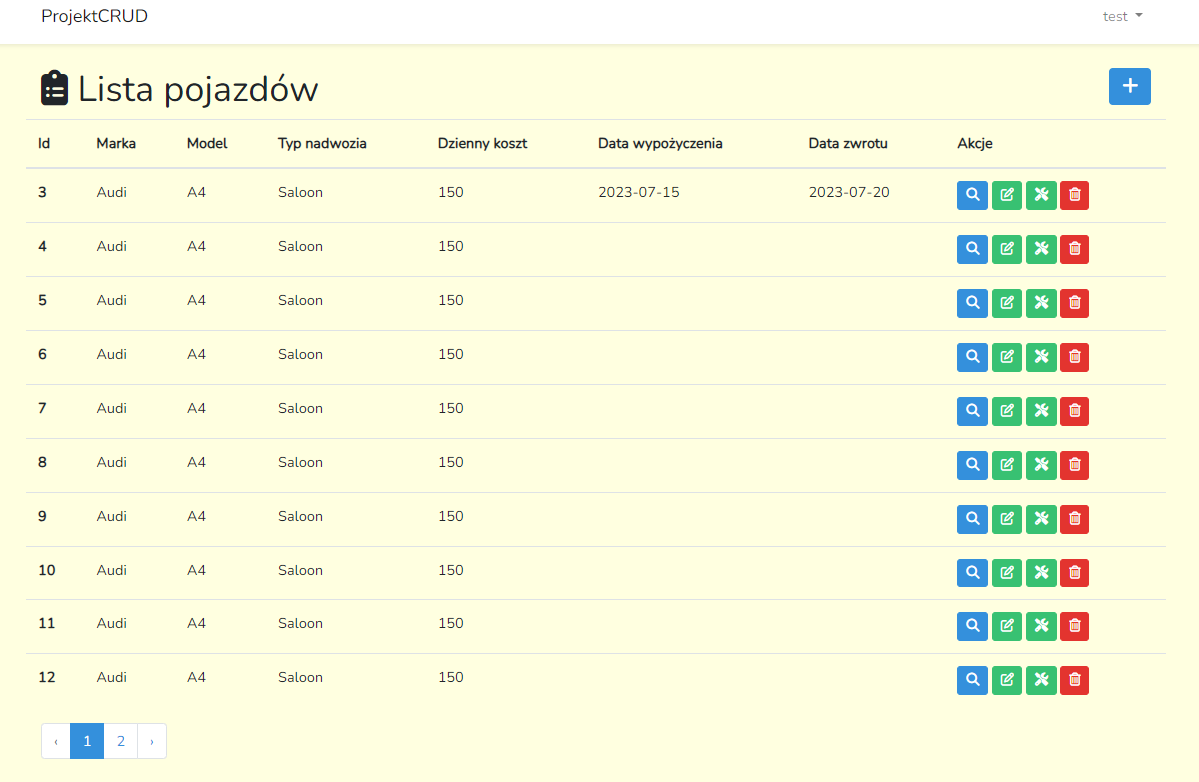 ProjektCRUD test
Lista pojazdów +
Id Marka Model Typ nadwozia Dzienny koszt Data wypożyczenia Data zwrotu Akcje
3 Audi A4 Saloon 150 2023-07-15 2023-07-20
4 Audi A4 Saloon 150
5 Audi A4 Saloon 150
6 Audi A4 Saloon 150
7 Audi A4 Saloon 150
8 Audi A4 Saloon 150
9 Audi A4 Saloon 150
10 Audi A4 Saloon 150
11 Audi A4 Saloon 150
12 Audi A4 Saloon 150
‹ 1 2 ›